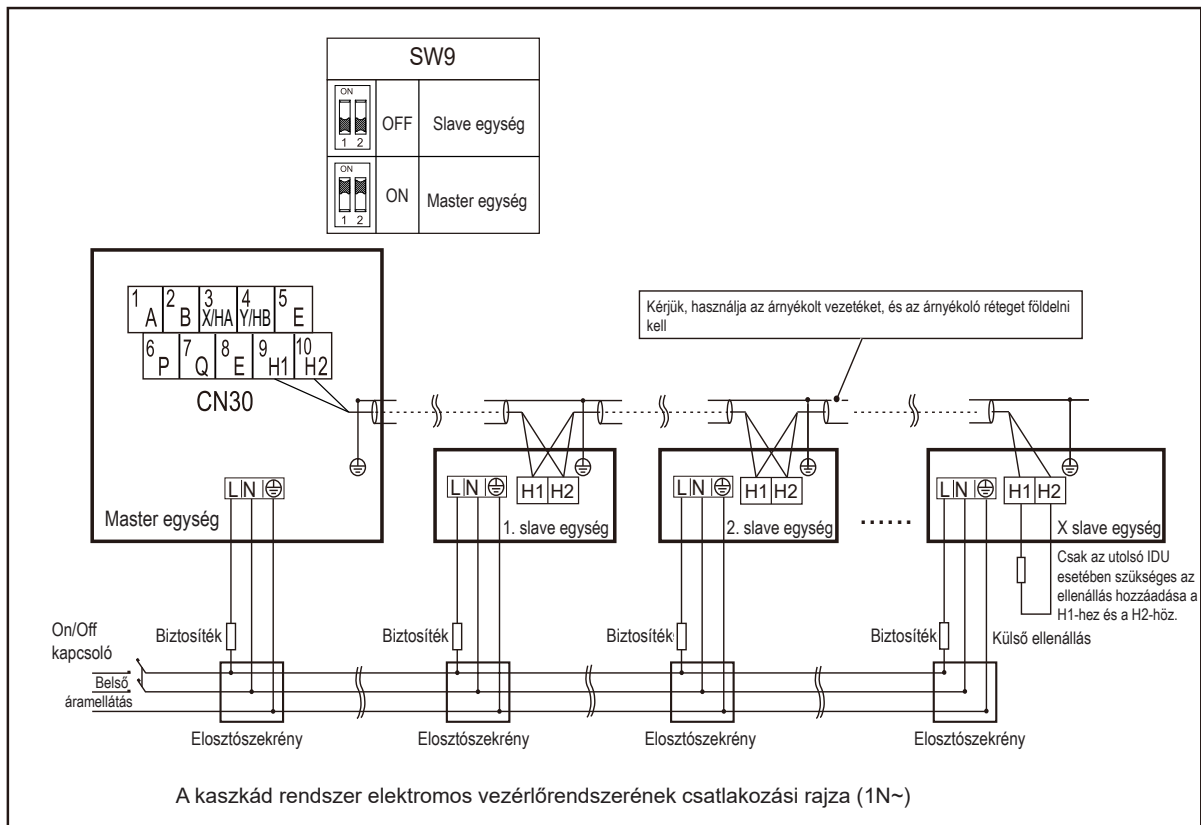 SW9
ON
1 2
OFF
Slave egység
ON
1 2
ON
Master egység
1 A 2 B 3 X/HA 4 Y/HB 5 E
6 P 7 Q 8 E 9 H1 10 H2
CN30
Kérjük, használja az árnyékolt vezetéket, és az árnyékoló réteget földelni
kell
L N
Master egység
L N
H1 H2
1. slave egység
L N
H1 H2
2. slave egység
......
L N
H1 H2
X slave egység
Csak az utolsó IDU
esetében szükséges az
ellenállás hozzáadása a
H1-hez és a H2-höz.
Külső ellenállás
On/Off
kapcsoló
Belső
áramellátás
Biztosíték
Biztosíték
Biztosíték
Biztosíték
Elosztószekrény
Elosztószekrény
Elosztószekrény
Elosztószekrény
A kaszkád rendszer elektromos vezérlőrendszerének csatlakozási rajza (1N~)